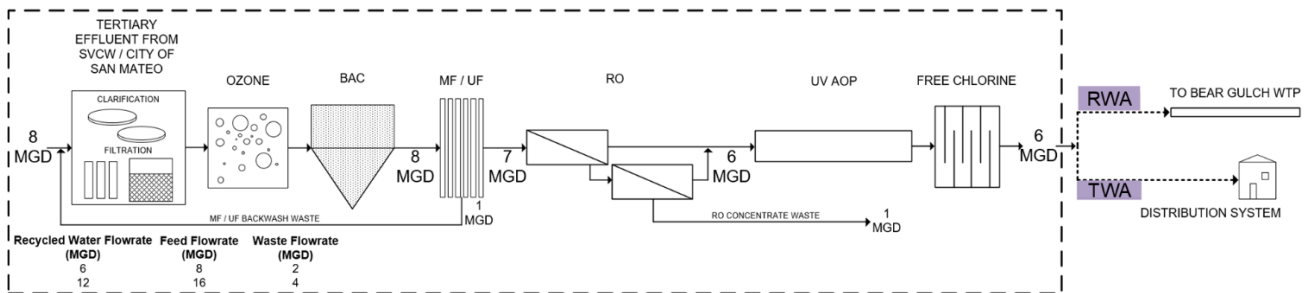 TERTIARY
EFFLUENT FROM
SVCW / CITY OF
SAN MATEO
OZONE
BAC
MF / UF
RO
UV AOP
FREE CHLORINE
CLARIFICATION
FILTRATION
8
MGD
8
MGD
7
MGD
6
MGD
6
MGD
RWA
TO BEAR GULCH WTP
TWA
DISTRIBUTION SYSTEM
1
MGD
MF / UF BACKWASH WASTE
RO CONCENTRATE WASTE
1
MGD
Recycled Water Flowrate Feed Flowrate Waste Flowrate
(MGD) (MGD) (MGD)
6 8 2
12 16 4